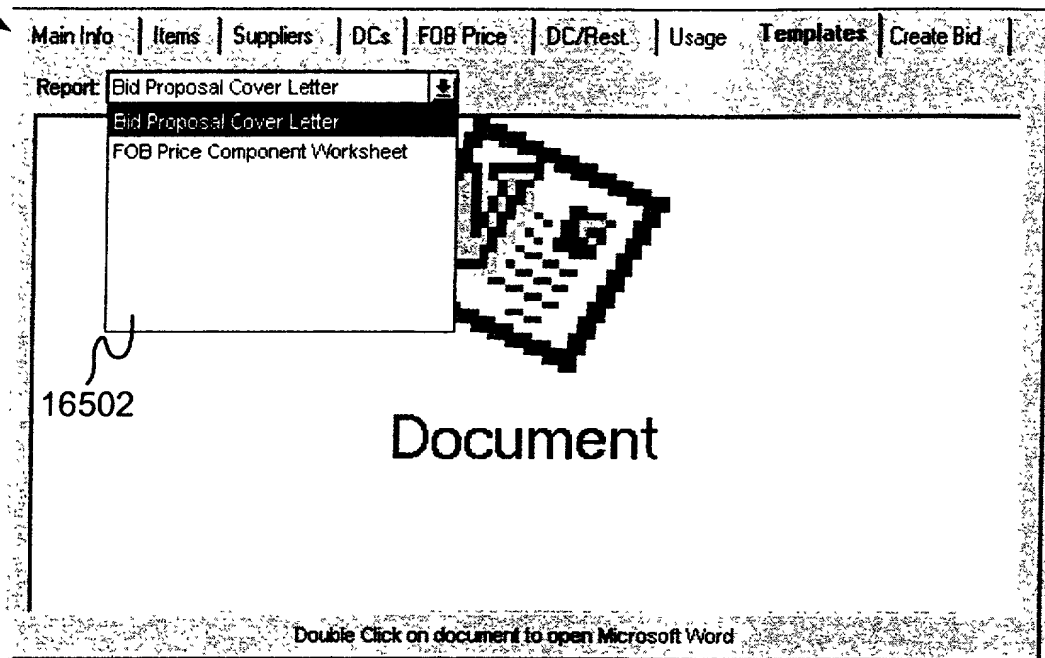 Main Info Items Suppliers DCs FOB Price DC/Rest. Usage Templates Create Bid
Report: Bid Proposal Cover Letter
Bid Proposal Cover Letter
FOB Price Component Worksheet
16502
Document
Double Click on document to open Microsoft Word